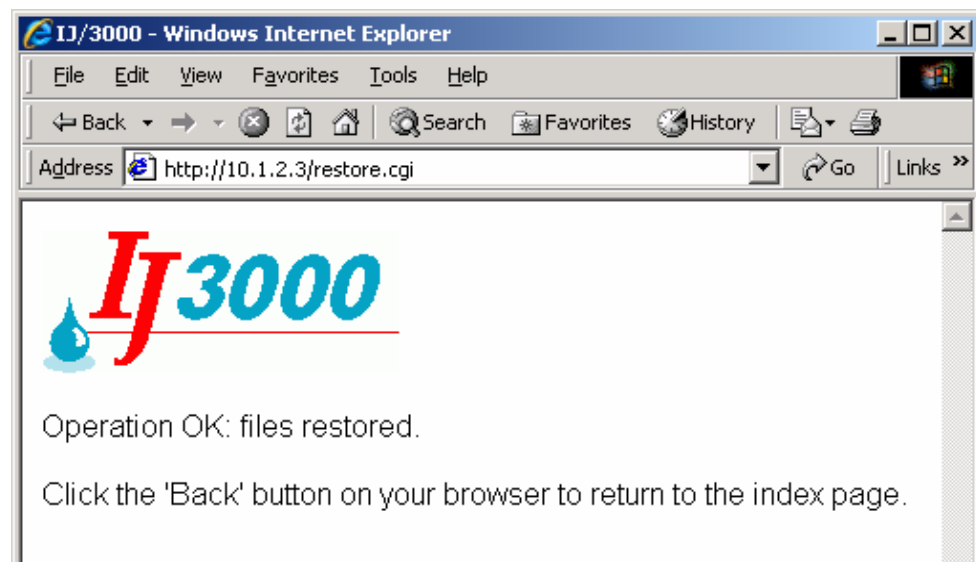 IJ/3000 - Windows Internet Explorer
File Edit View Favorites Tools Help
Back Search Favorites History
Address http://10.1.2.3/restore.cgi Go Links »
IJ3000
Operation OK: files restored.
Click the 'Back' button on your browser to return to the index page.